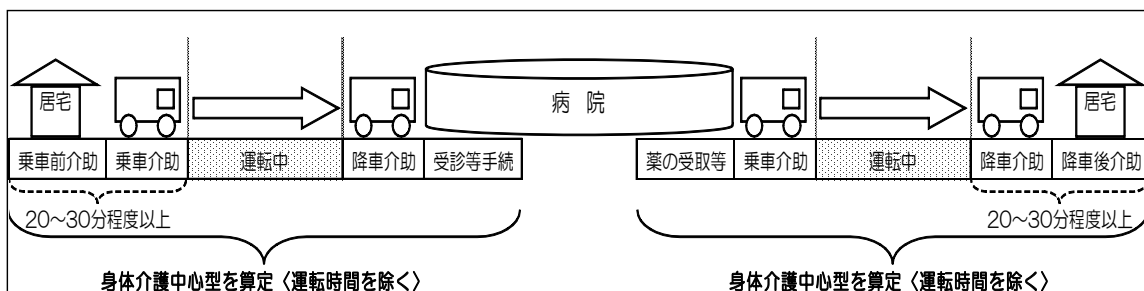 居宅
病 院
居宅
乗車前介助 乗車介助 運転中 降車介助 受診等手続 薬の受取等 乗車介助 運転中 降車介助 降車後介助
20～30分程度以上 20～30分程度以上
身体介護中心型を算定〈運転時間を除く〉 身体介護中心型を算定〈運転時間を除く〉